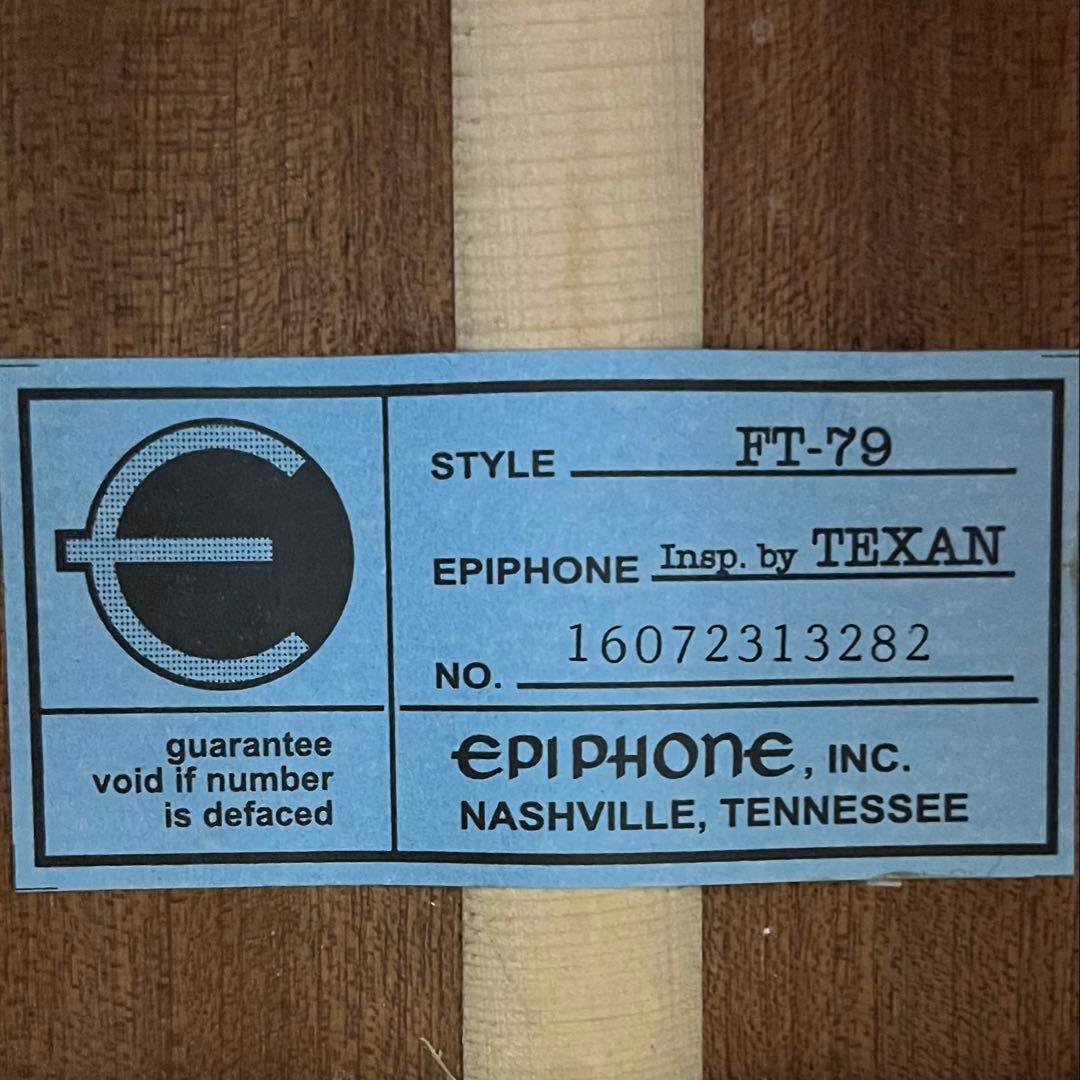 STYLE FT-79
EPIPHONE Insp. by TEXAN
NO. 16072313282
guarantee
void if number
is defaced
EPIPHONE, INC.
NASHVILLE, TENNESSEE